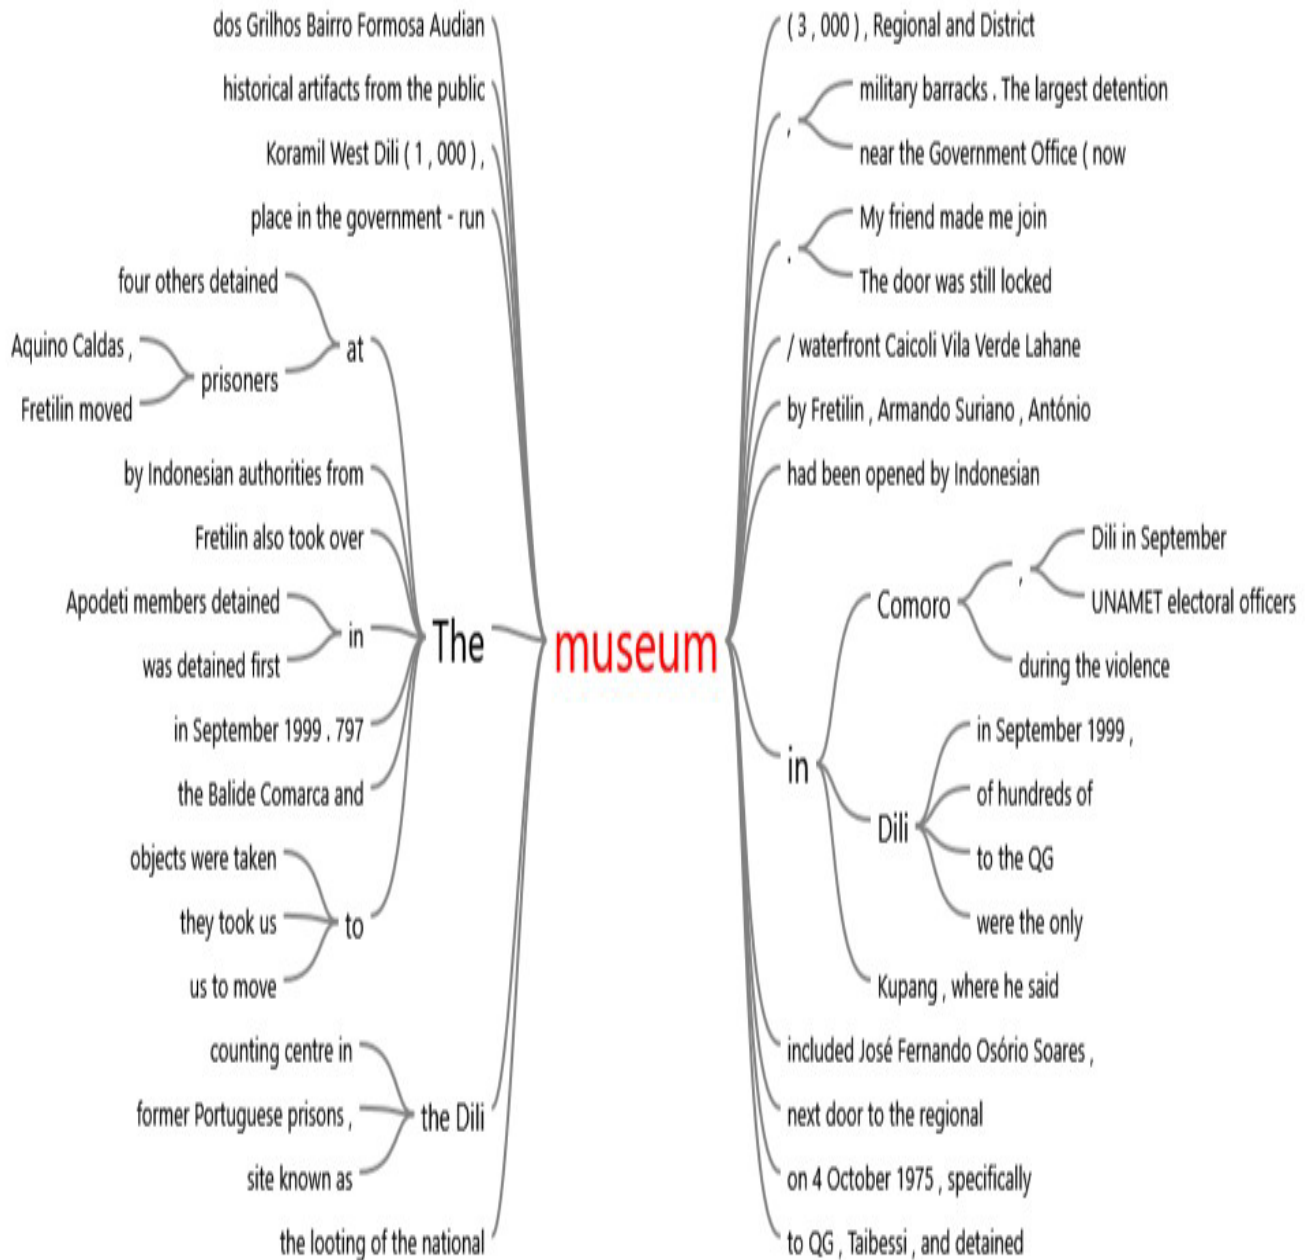 dos Grilhos Bairro Formosa Audian
historical artifacts from the public
Koramil West Dili ( 1 , 000 ) ,
place in the government - run
four others detained
Aquino Caldas ,
Fretilin moved
prisoners
at
by Indonesian authorities from
Fretilin also took over
Apodeti members detained
was detained first
in
in September 1999 . 797
the Balide Comarca and
objects were taken
they took us
us to move
to
The
counting centre in
former Portuguese prisons ,
site known as
the Dili
the looting of the national
museum
( 3 , 000 ) , Regional and District
,
military barracks . The largest detention
near the Government Office ( now
.
My friend made me join
The door was still locked
/ waterfront Caicoli Vila Verde Lahane
by Fretilin , Armando Suriano , António
had been opened by Indonesian
in
Comoro
,
Dili in September
UNAMET electoral officers
during the violence
Dili
in September 1999 ,
of hundreds of
to the QG
were the only
Kupang , where he said
included José Fernando Osório Soares ,
next door to the regional
on 4 October 1975 , specifically
to QG , Taibessi , and detained